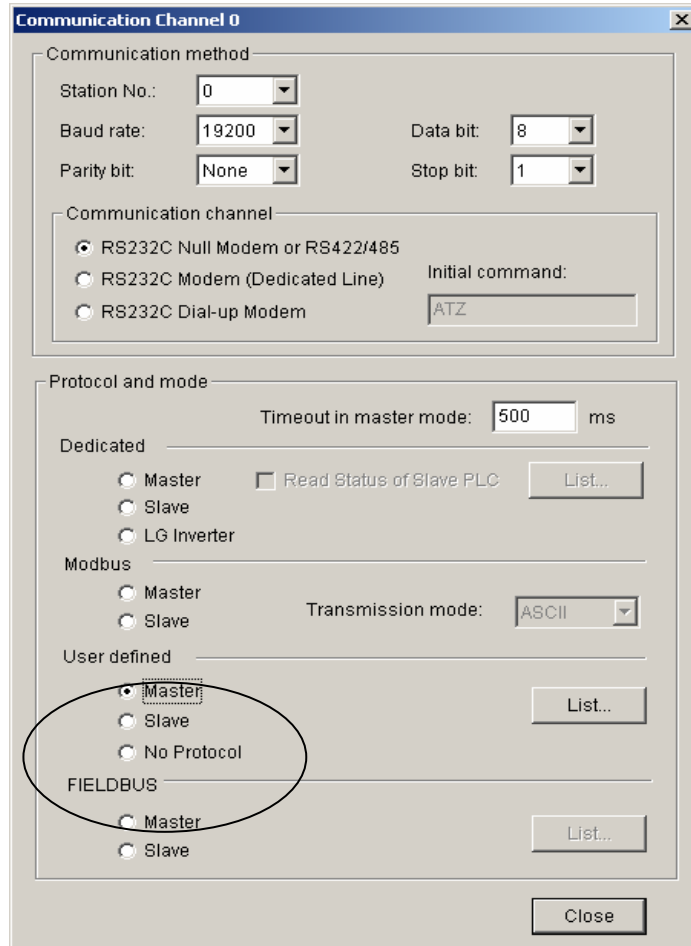 Communication Channel 0
Communication method
Station No.: 0
Baud rate: 19200 Data bit: 8
Parity bit: None Stop bit: 1
Communication channel
RS232C Null Modem or RS422/485
RS232C Modem (Dedicated Line) Initial command:
RS232C Dial-up Modem ATZ
Protocol and mode
Timeout in master mode: 500 ms
Dedicated
Master Read Status of Slave PLC List...
Slave
LG Inverter
Modbus
Master
Slave Transmission mode: ASCII
User defined
Master List...
Slave
No Protocol
FIELDBUS
Master List...
Slave
Close